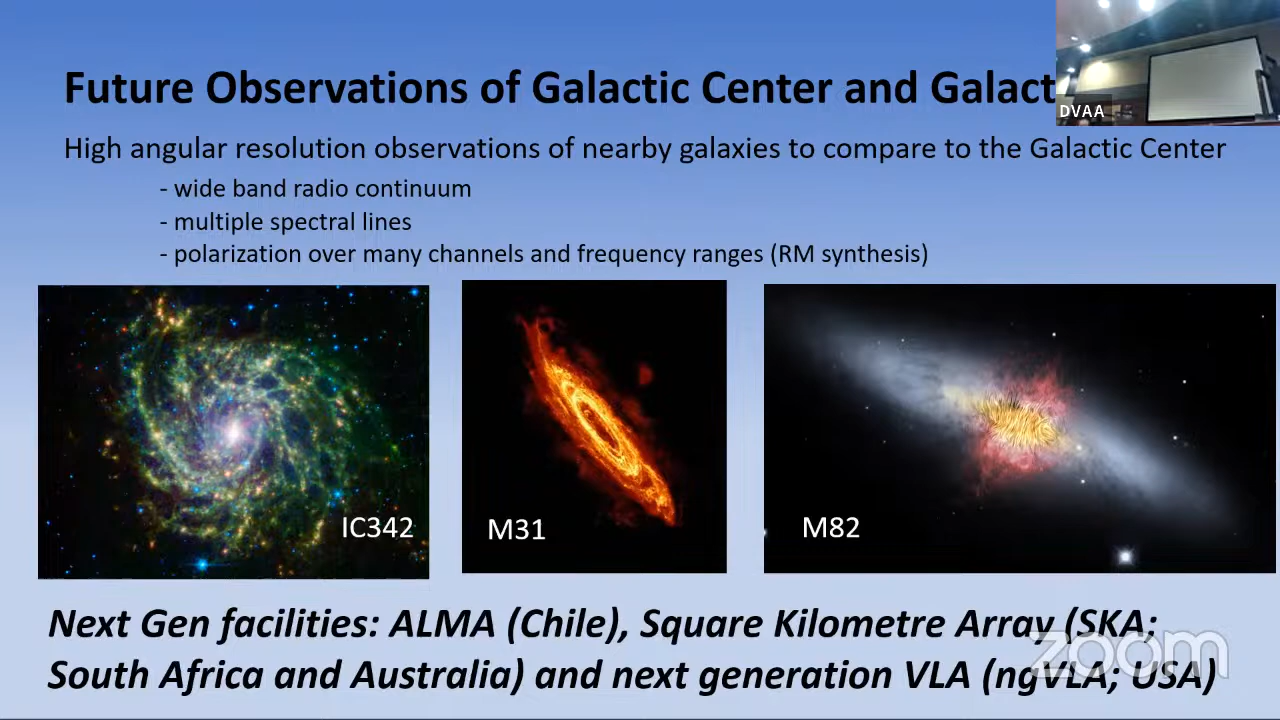 Future Observations of Galactic Center and Galact
DVAA
High angular resolution observations of nearby galaxies to compare to the Galactic Center
- wide band radio continuum
- multiple spectral lines
- polarization over many channels and frequency ranges (RM synthesis)
IC342
M31
M82
Next Gen facilities: ALMA (Chile), Square Kilometre Array (SKA;
South Africa and Australia) and next generation VLA (ngVLA; USA)
zoom